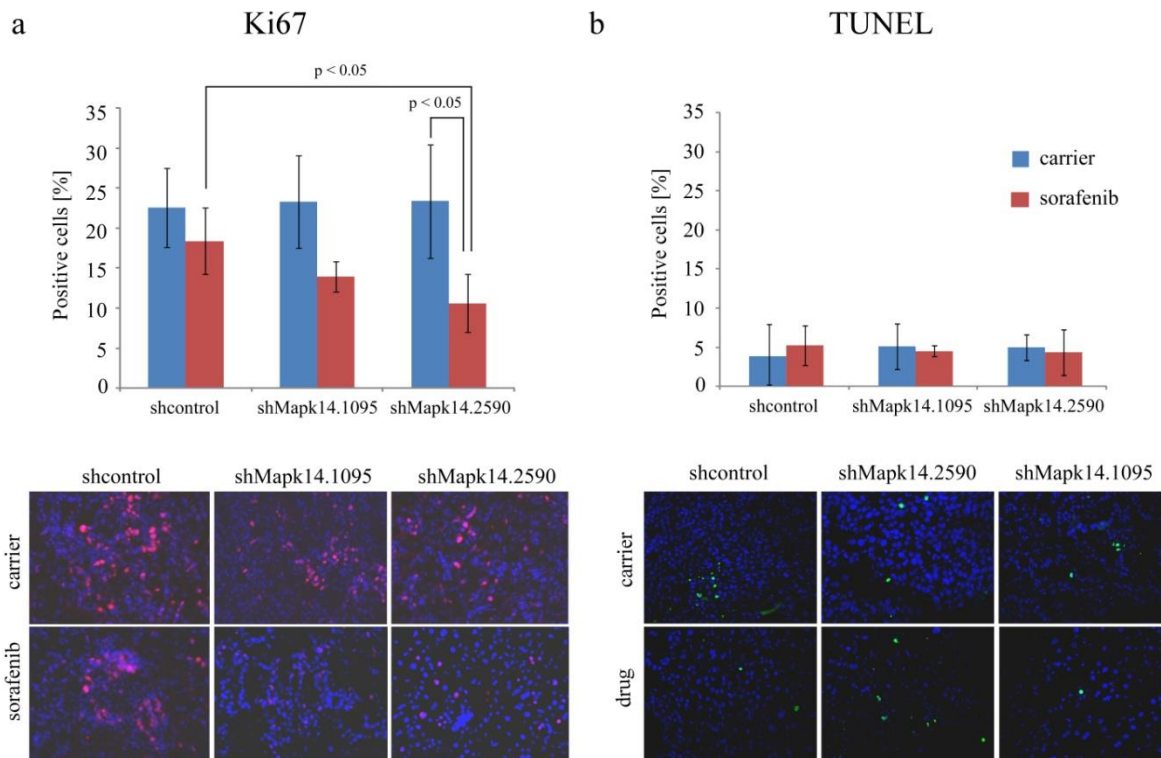 a
Ki67
b
TUNEL
p < 0.05
p < 0.05
Positive cells [%]
35
30
25
20
15
10
5
0
shcontrol
shMapk14.1095
shMapk14.2590
Positive cells [%]
35
30
25
20
15
10
5
0
carrier
sorafenib
shcontrol
shMapk14.1095
shMapk14.2590
shcontrol
shMapk14.1095
shMapk14.2590
carrier
sorafenib
shcontrol
shMapk14.2590
shMapk14.1095
carrier
drug